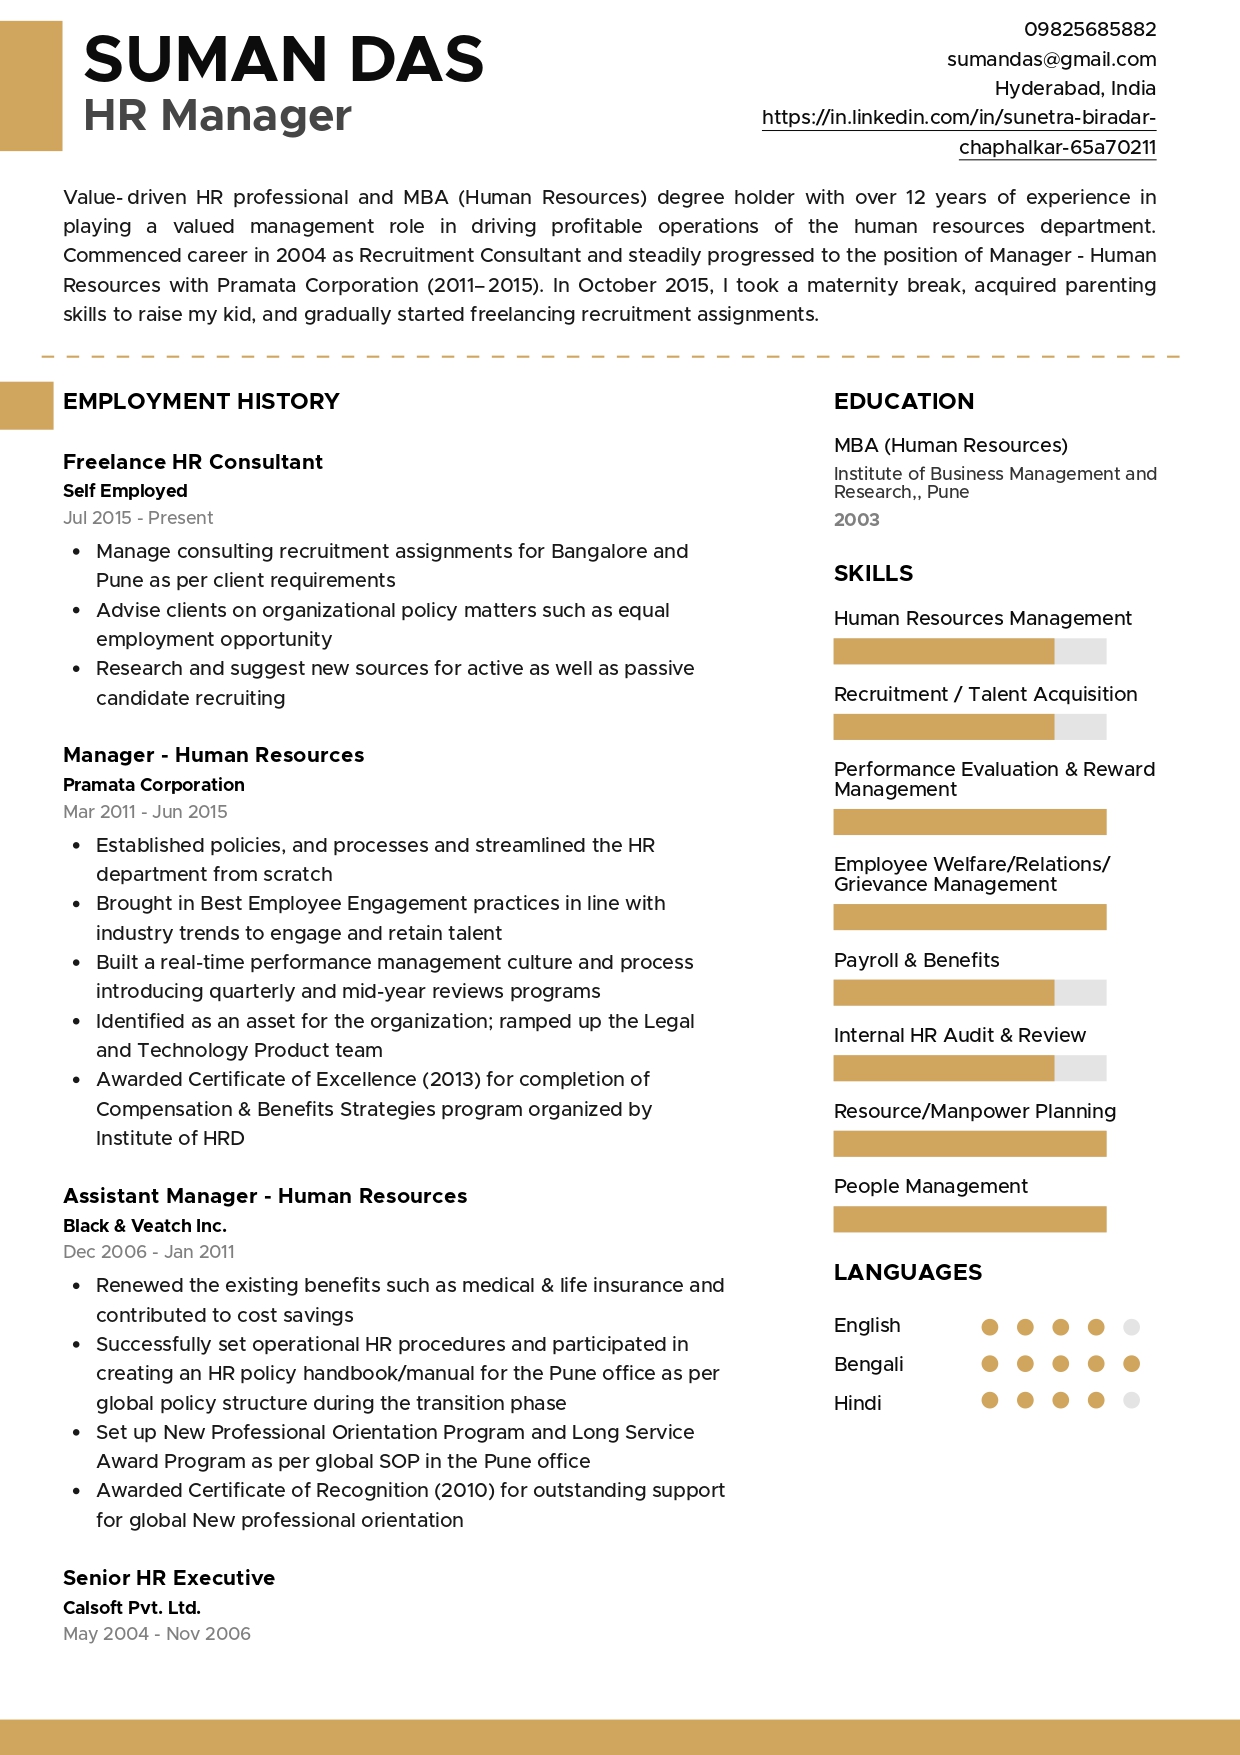 SUMAN DAS
HR Manager
09825685882
sumandas@gmail.com
Hyderabad, India
https://in.linkedin.com/in/sunetra-biradar-
chaphalkar-65a70211
Value-driven HR professional and MBA (Human Resources) degree holder with over 12 years of experience in
playing a valued management role in driving profitable operations of the human resources department.
Commenced career in 2004 as Recruitment Consultant and steadily progressed to the position of Manager - Human
Resources with Pramata Corporation (2011–2015). In October 2015, I took a maternity break, acquired parenting
skills to raise my kid, and gradually started freelancing recruitment assignments.
EMPLOYMENT HISTORY
Freelance HR Consultant
Self Employed
Jul 2015 - Present
• Manage consulting recruitment assignments for Bangalore and
Pune as per client requirements
• Advise clients on organizational policy matters such as equal
employment opportunity
• Research and suggest new sources for active as well as passive
candidate recruiting
Manager - Human Resources
Pramata Corporation
Mar 2011 - Jun 2015
• Established policies, and processes and streamlined the HR
department from scratch
• Brought in Best Employee Engagement practices in line with
industry trends to engage and retain talent
• Built a real-time performance management culture and process
introducing quarterly and mid-year reviews programs
• Identified as an asset for the organization; ramped up the Legal
and Technology Product team
• Awarded Certificate of Excellence (2013) for completion of
Compensation & Benefits Strategies program organized by
Institute of HRD
Assistant Manager - Human Resources
Black & Veatch Inc.
Dec 2006 - Jan 2011
• Renewed the existing benefits such as medical & life insurance and
contributed to cost savings
• Successfully set operational HR procedures and participated in
creating an HR policy handbook/manual for the Pune office as per
global policy structure during the transition phase
• Set up New Professional Orientation Program and Long Service
Award Program as per global SOP in the Pune office
• Awarded Certificate of Recognition (2010) for outstanding support
for global New professional orientation
Senior HR Executive
Calsoft Pvt. Ltd.
May 2004 - Nov 2006
EDUCATION
MBA (Human Resources)
Institute of Business Management and
Research,, Pune
2003
SKILLS
Human Resources Management
Recruitment / Talent Acquisition
Performance Evaluation & Reward
Management
Employee Welfare/Relations/
Grievance Management
Payroll & Benefits
Internal HR Audit & Review
Resource/Manpower Planning
People Management
LANGUAGES
English
Bengali
Hindi